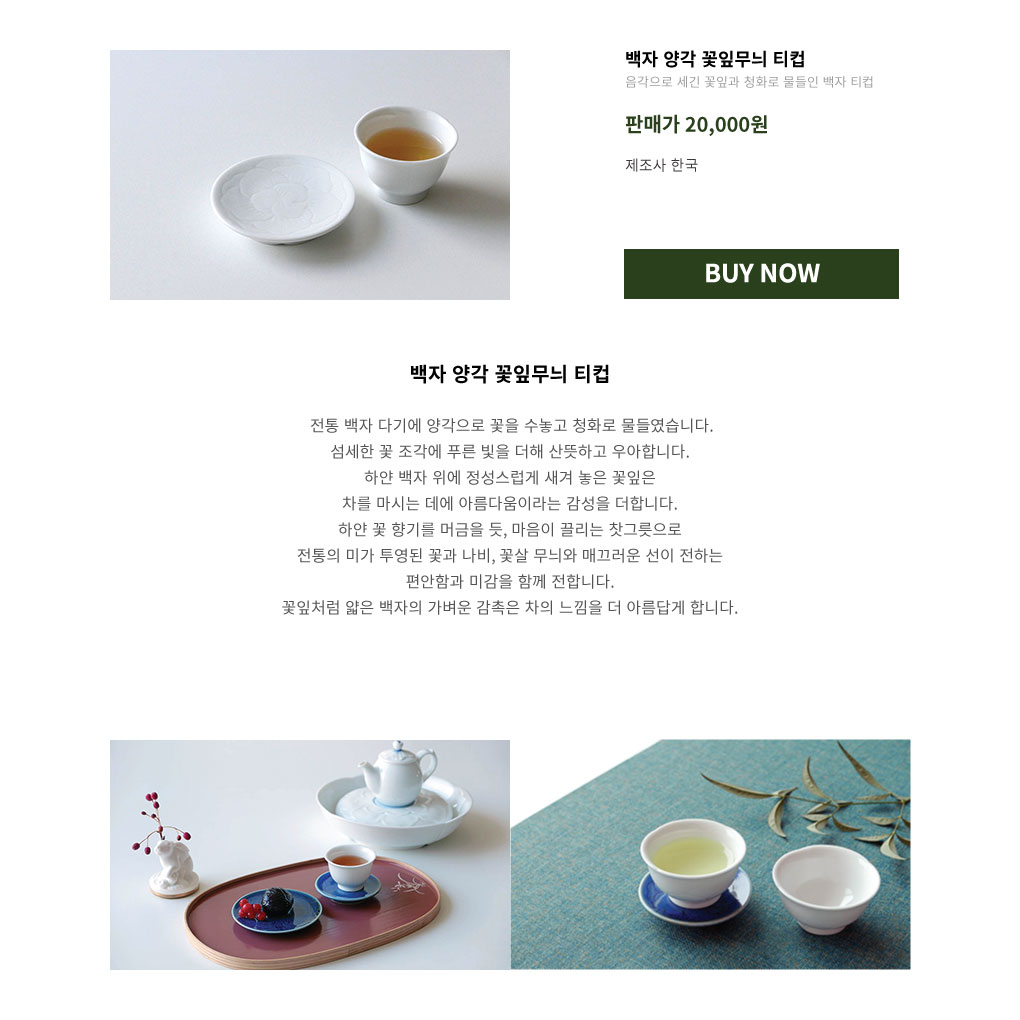 백자 양각 꽃잎무늬 티컵
음각으로 세긴 꽃잎과 청화로 물들인 백자 티컵
판매가 20,000원
제조사 한국
BUY NOW
백자 양각 꽃잎무늬 티컵
전통 백자 다기에 양각으로 꽃을 수놓고 청화로 물들였습니다.
섬세한 꽃 조각에 푸른 빛을 더해 산뜻하고 우아합니다.
하얀 백자 위에 정성스럽게 새겨 놓은 꽃잎은
차를 마시는 데에 아름다움이라는 감성을 더합니다.
하얀 꽃 향기를 머금을 듯, 마음이 끌리는 찻그릇으로
전통의 미가 투영된 꽃과 나비, 꽃살 무늬와 매끄러운 선이 전하는
편안함과 미감을 함께 전합니다.
꽃잎처럼 얇은 백자의 가벼운 감촉은 차의 느낌을 더 아름답게 합니다.